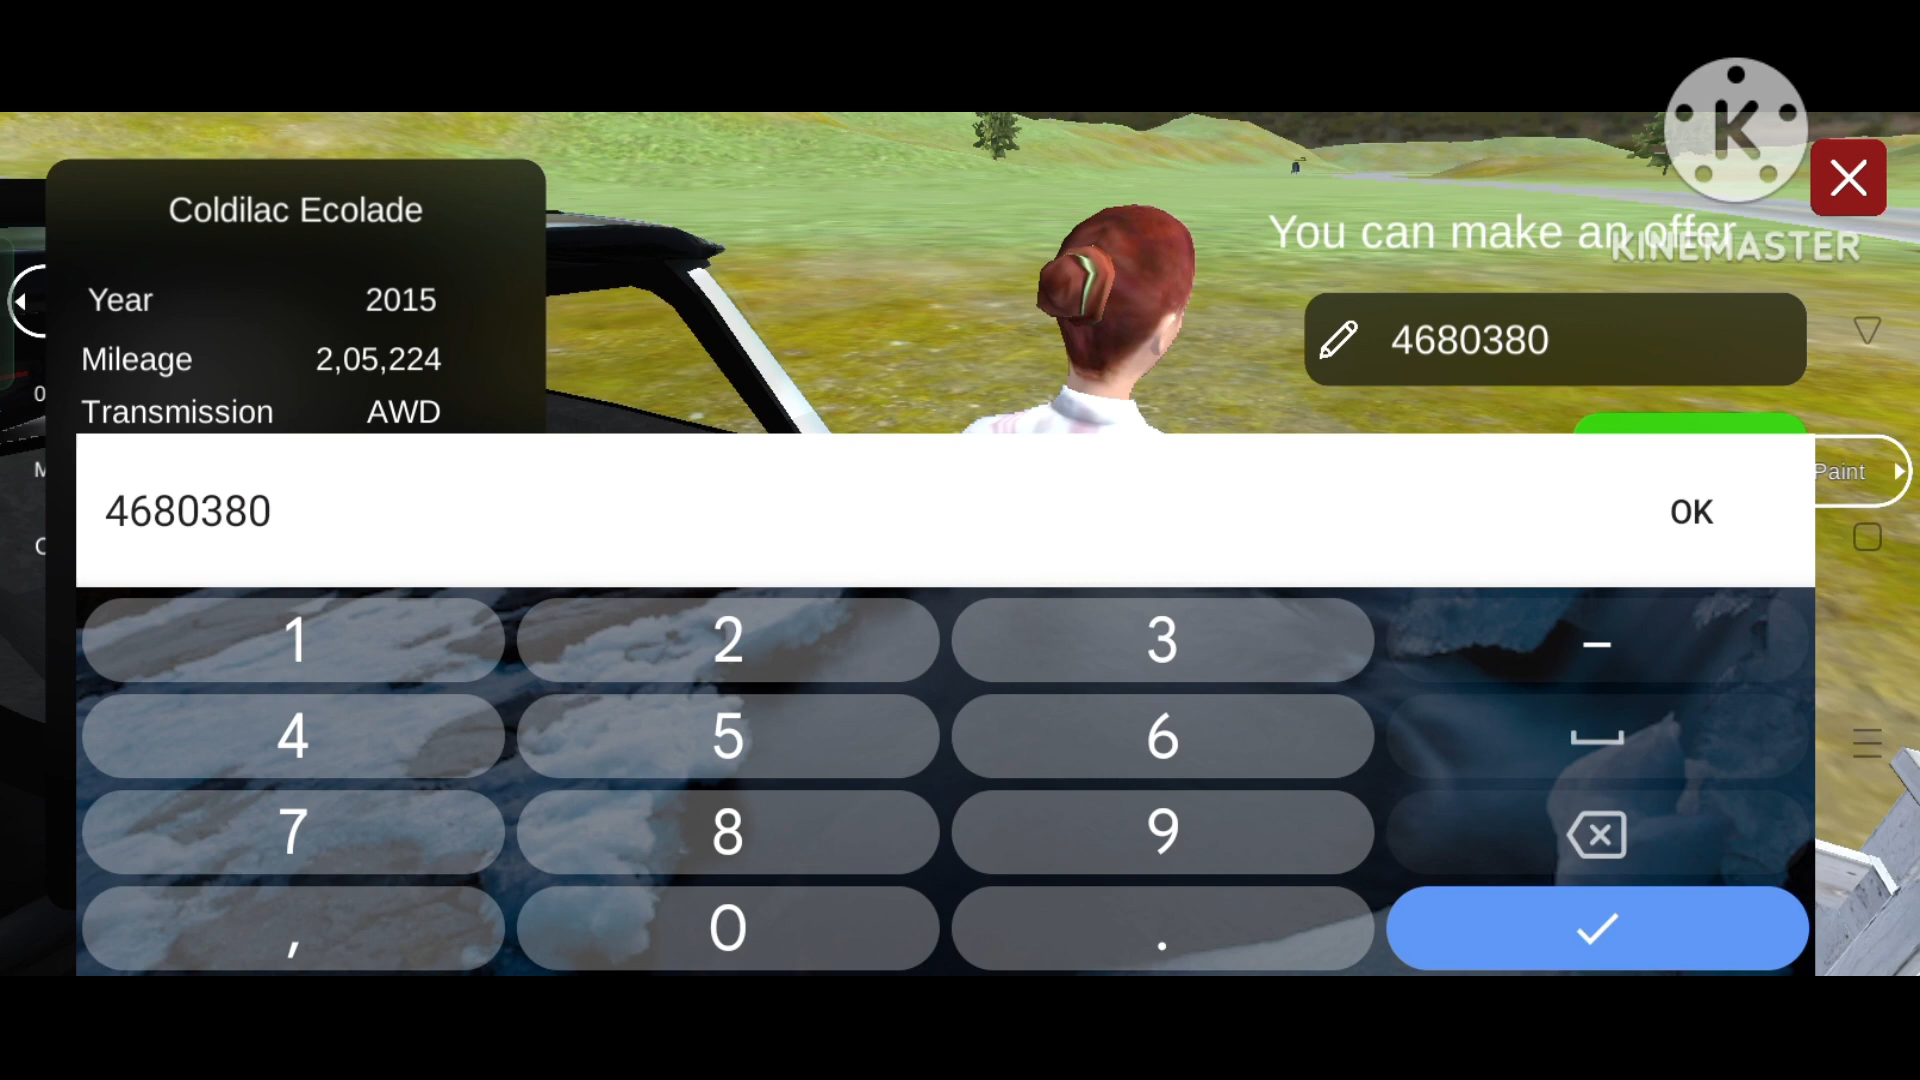 Coldilac Ecolade
Year 2015
Mileage 2,05,224
Transmission AWD
You can make an offer
K
KINEMASTER
4680380
Paint
4680380
OK
1 2 3 –
4 5 6
7 8 9
, 0 .